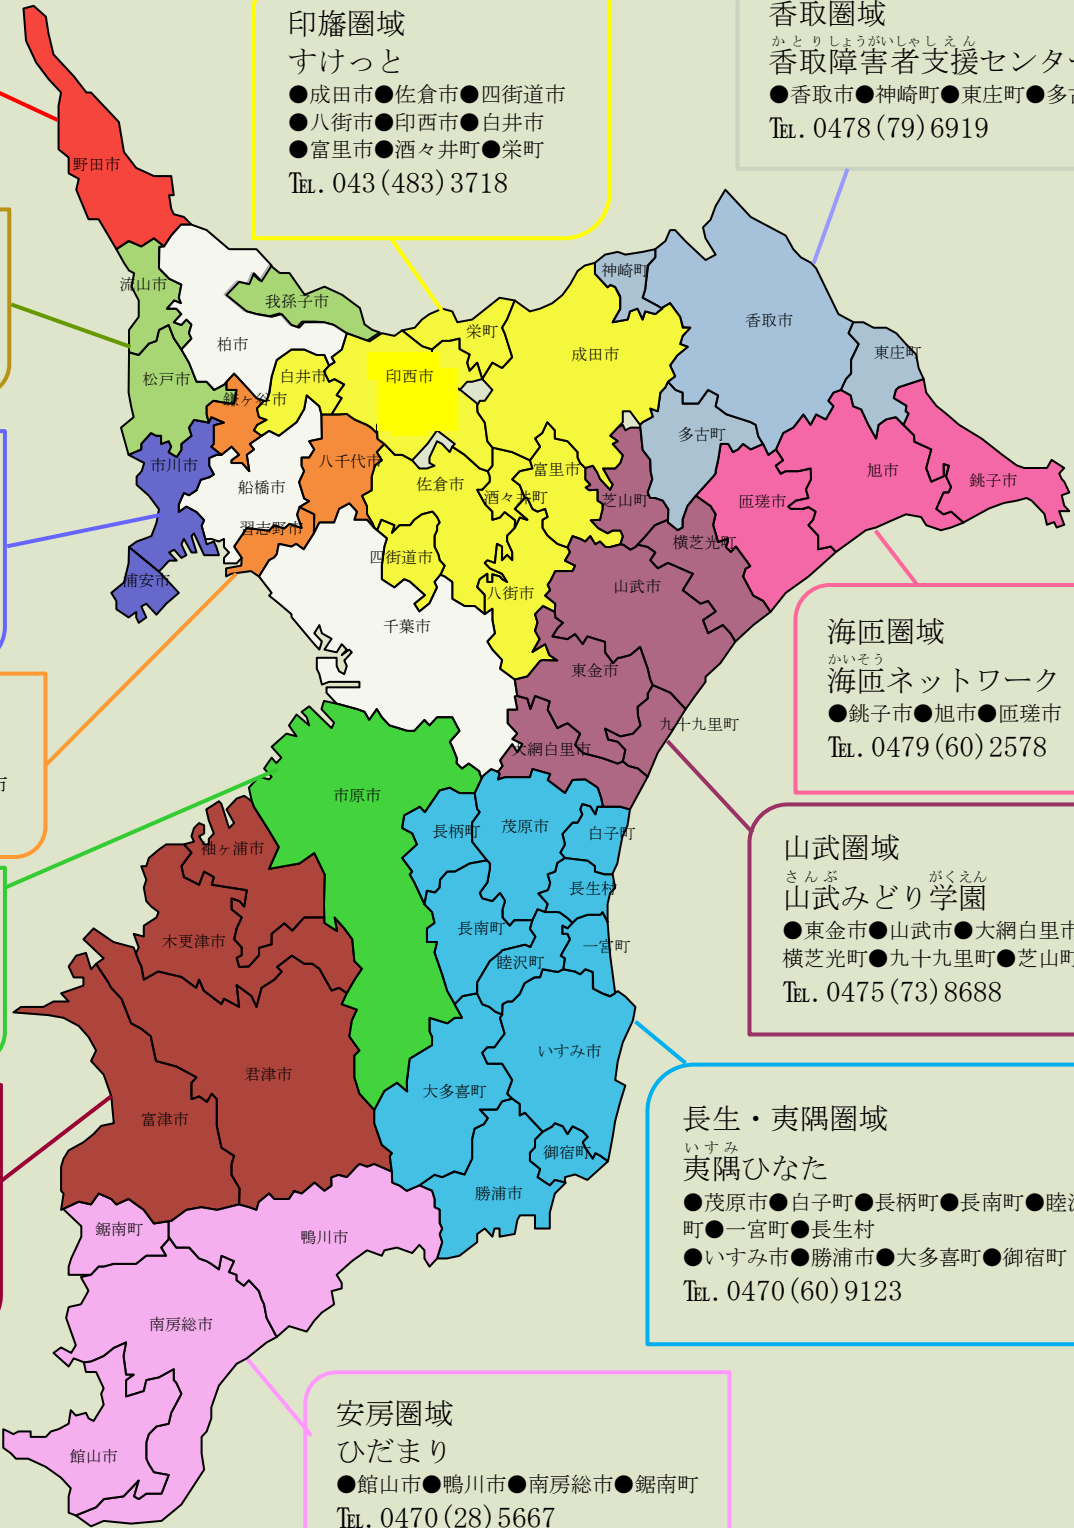 印旛圏域
すけっと
●成田市●佐倉市●四街道市
●八街市●印西市●白井市
●富里市●酒々井町●栄町
℡.043(483)3718
香取圏域
かとりしょうがいしゃしえん
香取障害者支援センター
●香取市●神崎町●東庄町●多古
℡.0478(79)6919
野田市
流山市
我孫子市
柏市
松戸市
白井市
鎌ヶ谷市
印西市
栄町
成田市
神崎町
香取市
東庄町
多古町
市川市
船橋市
八千代市
佐倉市
酒々井町
富里市
芝山町
匝瑳市
旭市
銚子市
習志野市
浦安市
四街道市
八街市
横芝光町
山武市
千葉市
東金市
九十九里町
大網白里市
海匝圏域
かいそう
海匝ネットワーク
●銚子市●旭市●匝瑳市
℡.0479(60)2578
市
市原市
長柄町
茂原市
白子町
袖ヶ浦市
長生村
木更津市
長南町
睦沢町
一宮町
山武圏域
さんぶ がくえん
山武みどり学園
●東金市●山武市●大網白里市
横芝光町●九十九里町●芝山町
℡.0475(73)8688
君津市
富津市
いすみ市
大多喜町
御宿町
勝浦市
長生・夷隅圏域
いすみ
夷隅ひなた
●茂原市●白子町●長柄町●長南町●睦沢
町●一宮町●長生村
●いすみ市●勝浦市●大多喜町●御宿町
℡.0470(60)9123
鋸南町
鴨川市
南房総市
館山市
安房圏域
ひだまり
●館山市●鴨川市●南房総市●鋸南町
℡.0470(28)5667